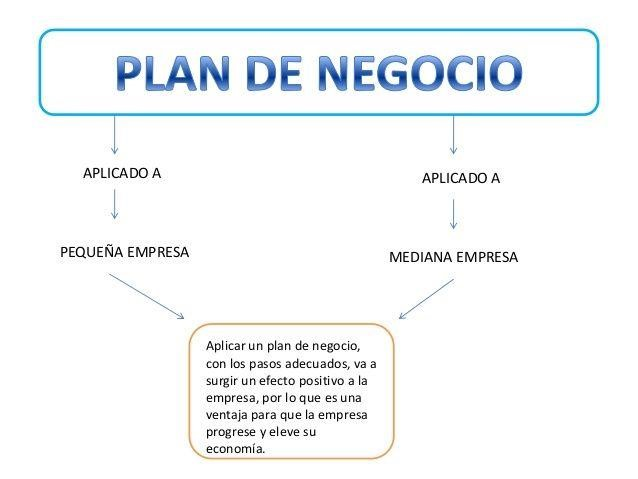 PLAN DE NEGOCIO
APLICADO A
APLICADO A
PEQUEÑA EMPRESA
MEDIANA EMPRESA
Aplicar un plan de negocio,
con los pasos adecuados, va a
surgir un efecto positivo a la
empresa, por lo que es una
ventaja para que la empresa
progrese y eleve su
economía.